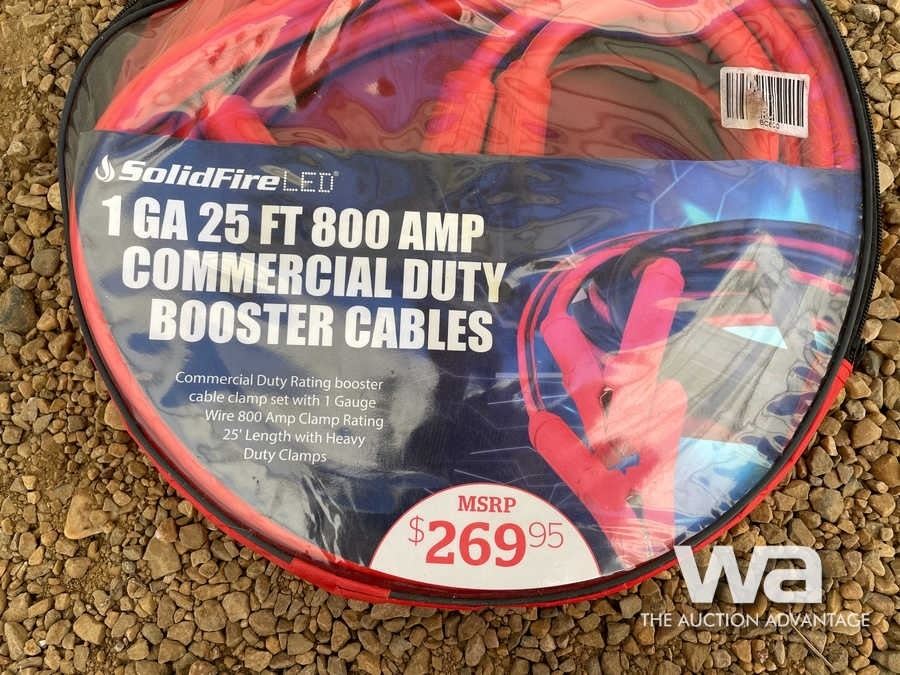 SolidFire LED®
1 GA 25 FT 800 AMP
COMMERCIAL DUTY
BOOSTER CABLES
Commercial Duty Rating booster
cable clamp set with 1 Gauge
Wire 800 Amp Clamp Rating
25' Length with Heavy
Duty Clamps
MSRP
$269.95
wa
THE AUCTION ADVANTAGE